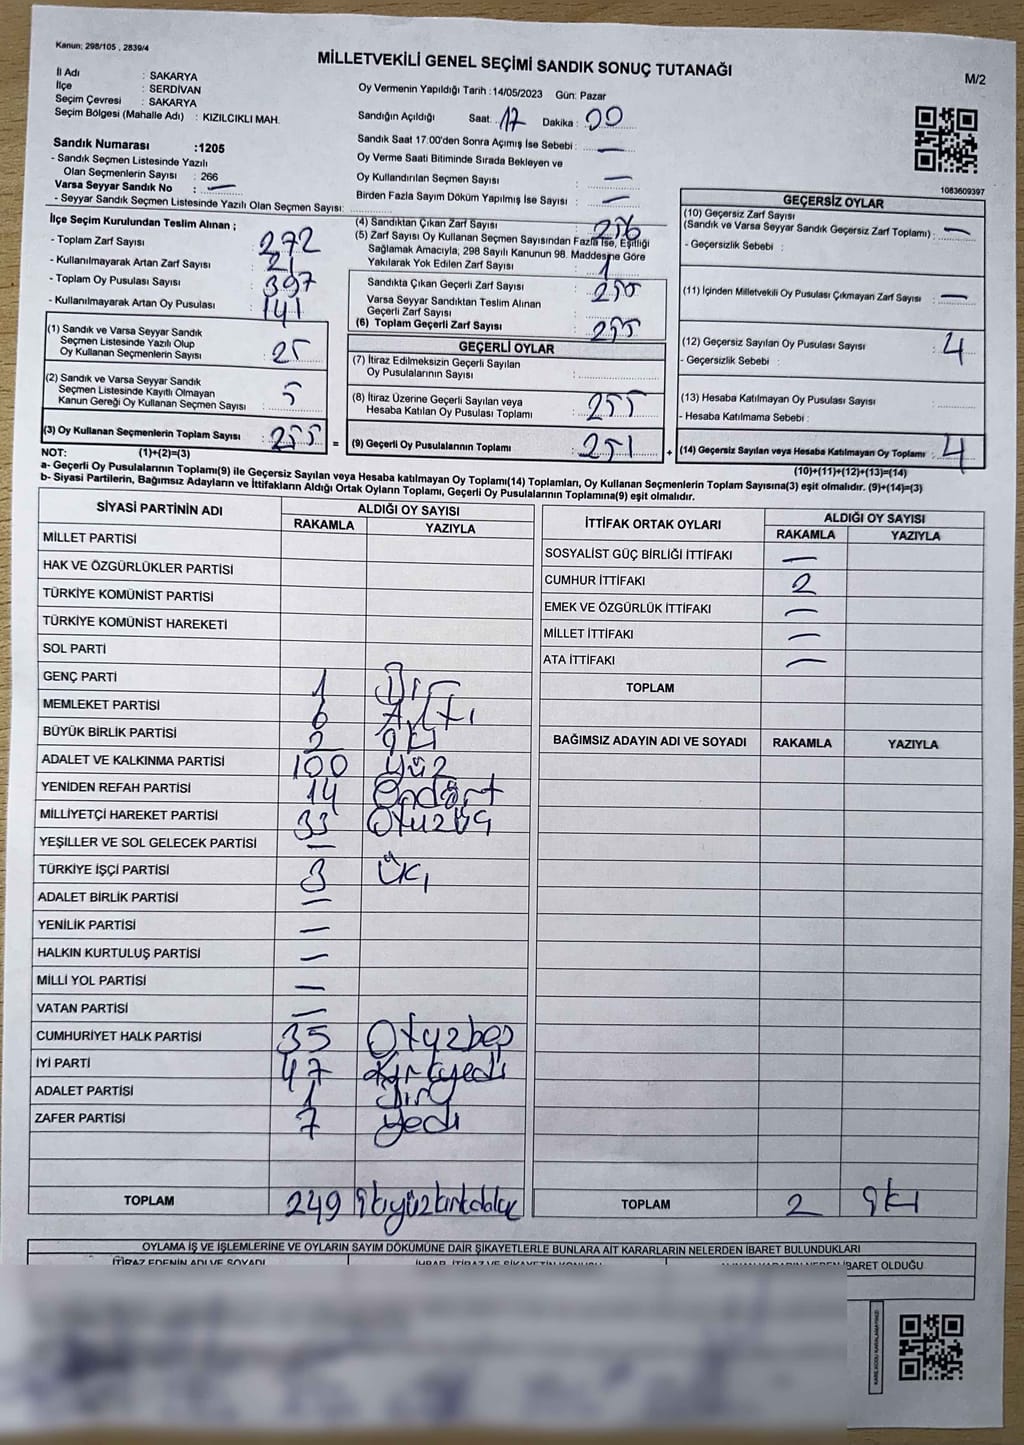 Kanun; 298/105 , 2839/4
MİLLETVEKİLİ GENEL SEÇİMİ SANDIK SONUÇ TUTANAĞI
M/2
İl Adı : SAKARYA
İlçe : SERDİVAN
Seçim Çevresi : SAKARYA
Seçim Bölgesi (Mahalle Adı) : KIZILCIKLI MAH.
Sandık Numarası :1205
- Sandık Seçmen Listesinde Yazılı
Olan Seçmenlerin Sayısı : 266
Varsa Seyyar Sandık No : —
- Seyyar Sandık Seçmen Listesinde Yazılı Olan Seçmen Sayısı:
Oy Vermenin Yapıldığı Tarih :14/05/2023 Gün: Pazar
Sandığın Açıldığı Saat: 17 Dakika : 00
Sandık Saat 17.00'den Sonra Açımış İse Sebebi : —
Oy Verme Saati Bitiminde Sırada Bekleyen ve
Oy Kullandırılan Seçmen Sayısı : —
Birden Fazla Sayım Döküm Yapılmış İse Sayısı : —
1083609397
İlçe Seçim Kurulundan Teslim Alınan ;
- Toplam Zarf Sayısı : 272
- Kullanılmayarak Artan Zarf Sayısı : 21
- Toplam Oy Pusulası Sayısı : 397
- Kullanılmayarak Artan Oy Pusulası : 141
(1) Sandık ve Varsa Seyyar Sandık
Seçmen Listesinde Yazılı Olup
Oy Kullanan Seçmenlerin Sayısı : 25
(2) Sandık ve Varsa Seyyar Sandık
Seçmen Listesinde Kayıtlı Olmayan
Kanun Gereği Oy Kullanan Seçmen Sayısı : 5
(3) Oy Kullanan Seçmenlerin Toplam Sayısı : 255 =
NOT: (1)+(2)=(3)
(4) Sandıktan Çıkan Zarf Sayısı : 256
(5) Zarf Sayısı Oy Kullanan Seçmen Sayısından Fazla İse, Eşitliği
Sağlamak Amacıyla; 298 Sayılı Kanunun 98. Maddesine Göre
Yakılarak Yok Edilen Zarf Sayısı : 1
Sandıkta Çıkan Geçerli Zarf Sayısı : 250
Varsa Seyyar Sandıktan Teslim Alınan
Geçerli Zarf Sayısı :
(6) Toplam Geçerli Zarf Sayısı : 255
GEÇERLİ OYLAR
(7) İtiraz Edilmeksizin Geçerli Sayılan
Oy Pusulalarının Sayısı :
(8) İtiraz Üzerine Geçerli Sayılan veya
Hesaba Katılan Oy Pusulası Toplamı : 255
(9) Geçerli Oy Pusulalarının Toplamı : 251 +
GEÇERSİZ OYLAR
(10) Geçersiz Zarf Sayısı
(Sandık ve Varsa Seyyar Sandık Geçersiz Zarf Toplamı) : —
- Geçersizlik Sebebi :
(11) İçinden Milletvekili Oy Pusulası Çıkmayan Zarf Sayısı : —
(12) Geçersiz Sayılan Oy Pusulası Sayısı : 4
- Geçersizlik Sebebi :
(13) Hesaba Katılmayan Oy Pusulası Sayısı :
- Hesaba Katılmama Sebebi :
(14) Geçersiz Sayılan veya Hesaba Katılmayan Oy Toplamı : 4
(10)+(11)+(12)+(13)=(14)
a- Geçerli Oy Pusulalarının Toplamı(9) ile Geçersiz Sayılan veya Hesaba katılmayan Oy Toplamı(14) Toplamları, Oy Kullanan Seçmenlerin Toplam Sayısına(3) eşit olmalıdır. (9)+(14)=(3)
b- Siyasi Partilerin, Bağımsız Adayların ve İttifakların Aldığı Ortak Oyların Toplamı, Geçerli Oy Pusulalarının Toplamına(9) eşit olmalıdır.
SİYASİ PARTİNİN ADI ALDIĞI OY SAYISI
RAKAMLA YAZIYLA
MİLLET PARTİSİ
HAK VE ÖZGÜRLÜKLER PARTİSİ
TÜRKİYE KOMÜNİST PARTİSİ
TÜRKİYE KOMÜNİST HAREKETİ
SOL PARTİ
GENÇ PARTİ 1 Bir
MEMLEKET PARTİSİ 6 Altı
BÜYÜK BİRLİK PARTİSİ 2 iki
ADALET VE KALKINMA PARTİSİ 100 yüz
YENİDEN REFAH PARTİSİ 14 Ondört
MİLLİYETÇİ HAREKET PARTİSİ 33 Otuzüç
YEŞİLLER VE SOL GELECEK PARTİSİ —
TÜRKİYE İŞÇİ PARTİSİ 3
ADALET BİRLİK PARTİSİ —
YENİLİK PARTİSİ —
HALKIN KURTULUŞ PARTİSİ —
MİLLİ YOL PARTİSİ —
VATAN PARTİSİ —
CUMHURİYET HALK PARTİSİ 35 Otuzbeş
İYİ PARTİ 47 Kırkyedi
ADALET PARTİSİ 1 Bir
ZAFER PARTİSİ 7 yedi
TOPLAM 249 ikiyüzkırkdokuz
İTTİFAK ORTAK OYLARI ALDIĞI OY SAYISI
RAKAMLA YAZIYLA
SOSYALİST GÜÇ BİRLİĞİ İTTİFAKI —
CUMHUR İTTİFAKI 2
EMEK VE ÖZGÜRLÜK İTTİFAKI —
MİLLET İTTİFAKI —
ATA İTTİFAKI —
TOPLAM
BAĞIMSIZ ADAYIN ADI VE SOYADI RAKAMLA YAZIYLA
TOPLAM 2 iki
OYLAMA İŞ VE İŞLEMLERİNE VE OYLARIN SAYIM DÖKÜMÜNE DAİR ŞİKAYETLERLE BUNLARA AİT KARARLARIN NELERDEN İBARET BULUNDUKLARI
İTİRAZ EDENİN ADI VE SOYADI
İBARET OLDUĞU